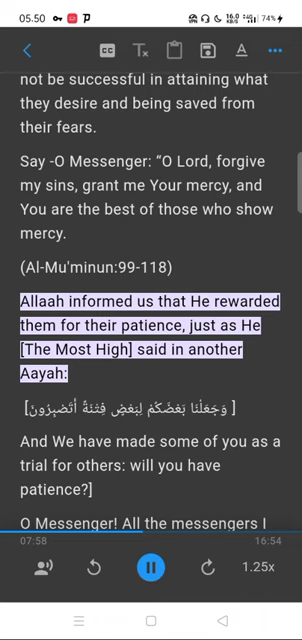 05.50
16.0 KB/S
74%
CC
not be successful in attaining what
they desire and being saved from
their fears.
Say -O Messenger: “O Lord, forgive
my sins, grant me Your mercy, and
You are the best of those who show
mercy.
(Al-Mu'minun:99-118)
Allaah informed us that He rewarded
them for their patience, just as He
[The Most High] said in another
Aayah:
[وَجَعَلْنَا بَعْضَكُمْ لِبَعْضٍ فِتْنَةً أَتَصْبِرُونَ ]
And We have made some of you as a
trial for others: will you have
patience?]
O Messenger! All the messengers I
07:58
16:54
1.25x